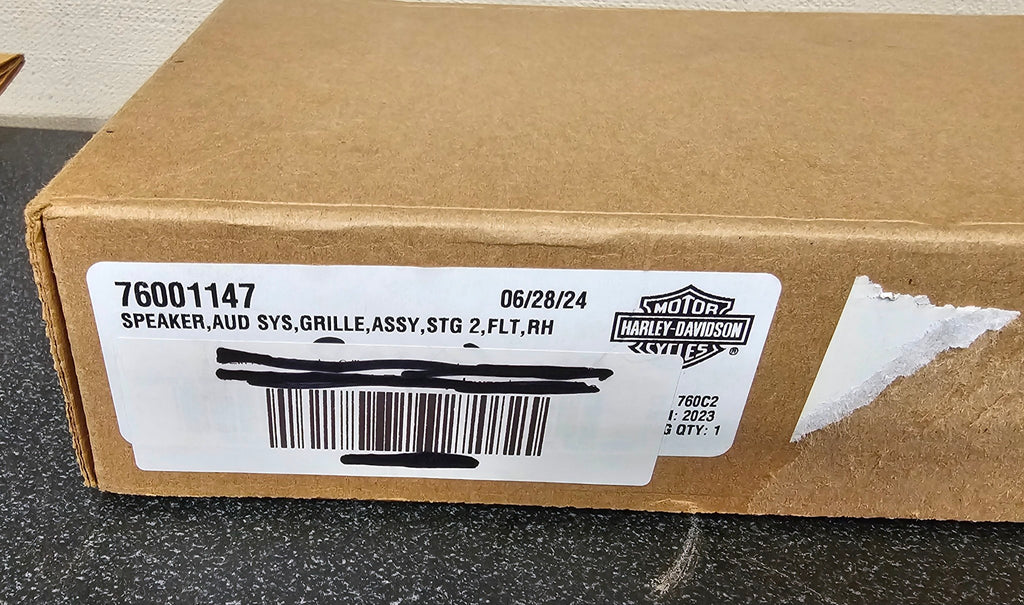 76001147
06/28/24
SPEAKER,AUD SYS,GRILLE,ASSY,STG 2,FLT,RH
MOTOR
HARLEY-DAVIDSON
CYCLES
®
760C2
: 2023
QTY: 1